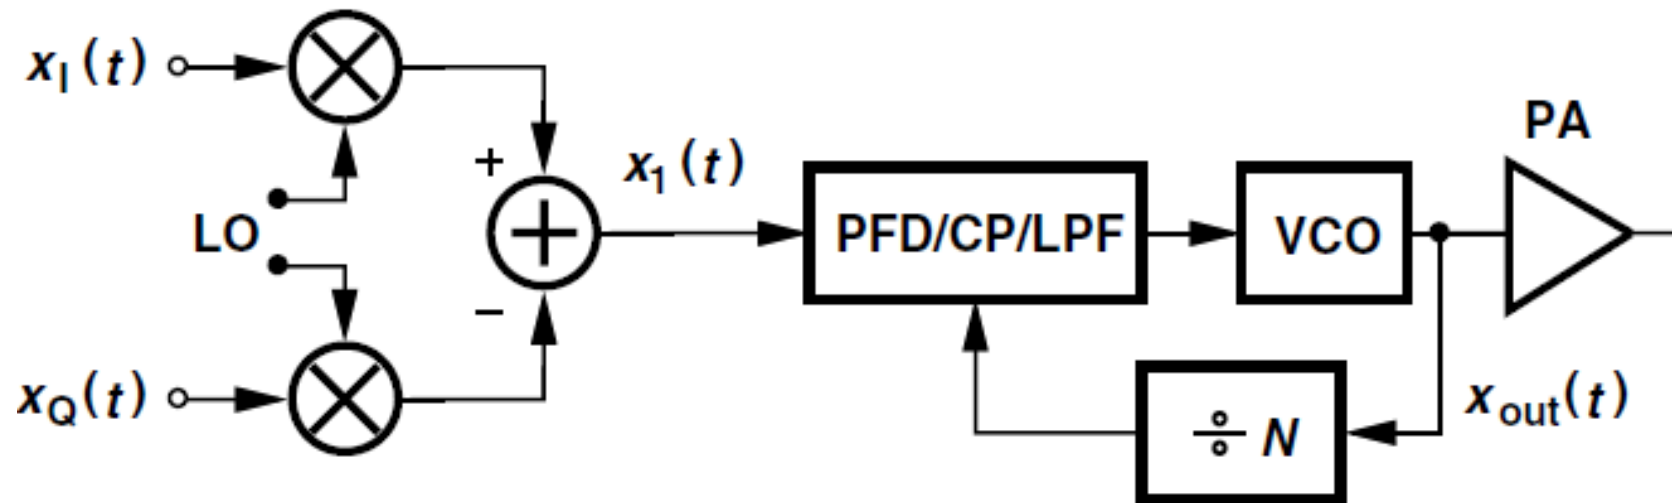 x_I(t)
+
x_1(t)
PA
LO
PFD/CP/LPF
VCO
−
x_Q(t)
÷ N
x_out(t)